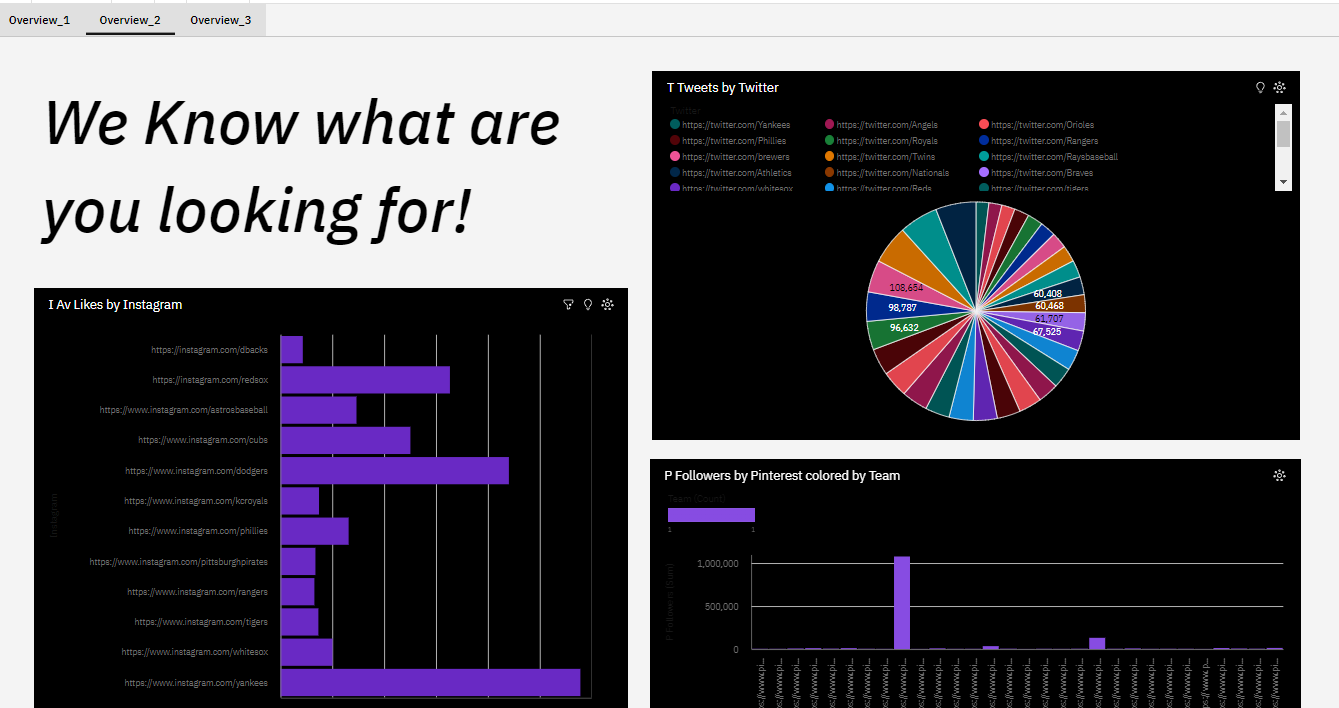 Overview_1 Overview_2 Overview_3
We Know what are
you looking for!
T Tweets by Twitter
Twitter
https://twitter.com/Yankees https://twitter.com/Angels https://twitter.com/Orioles
https://twitter.com/Phillies https://twitter.com/Royals https://twitter.com/Rangers
https://twitter.com/brewers https://twitter.com/Twins https://twitter.com/Raysbaseball
https://twitter.com/Athletics https://twitter.com/Nationals https://twitter.com/Braves
https://twitter.com/whitesox https://twitter.com/Reds https://twitter.com/tigers
108,654
98,787
96,632
60,408
60,468
61,707
67,525
I Av Likes by Instagram
Instagram
https://instagram.com/dbacks
https://instagram.com/redsox
https://www.instagram.com/astrosbaseball
https://www.instagram.com/cubs
https://www.instagram.com/dodgers
https://www.instagram.com/kcroyals
https://www.instagram.com/phillies
https://www.instagram.com/pittsburghpirates
https://www.instagram.com/rangers
https://www.instagram.com/tigers
https://www.instagram.com/whitesox
https://www.instagram.com/yankees
P Followers by Pinterest colored by Team
Team (Count)
1 1
P Followers (Sum)
1,000,000
500,000
0